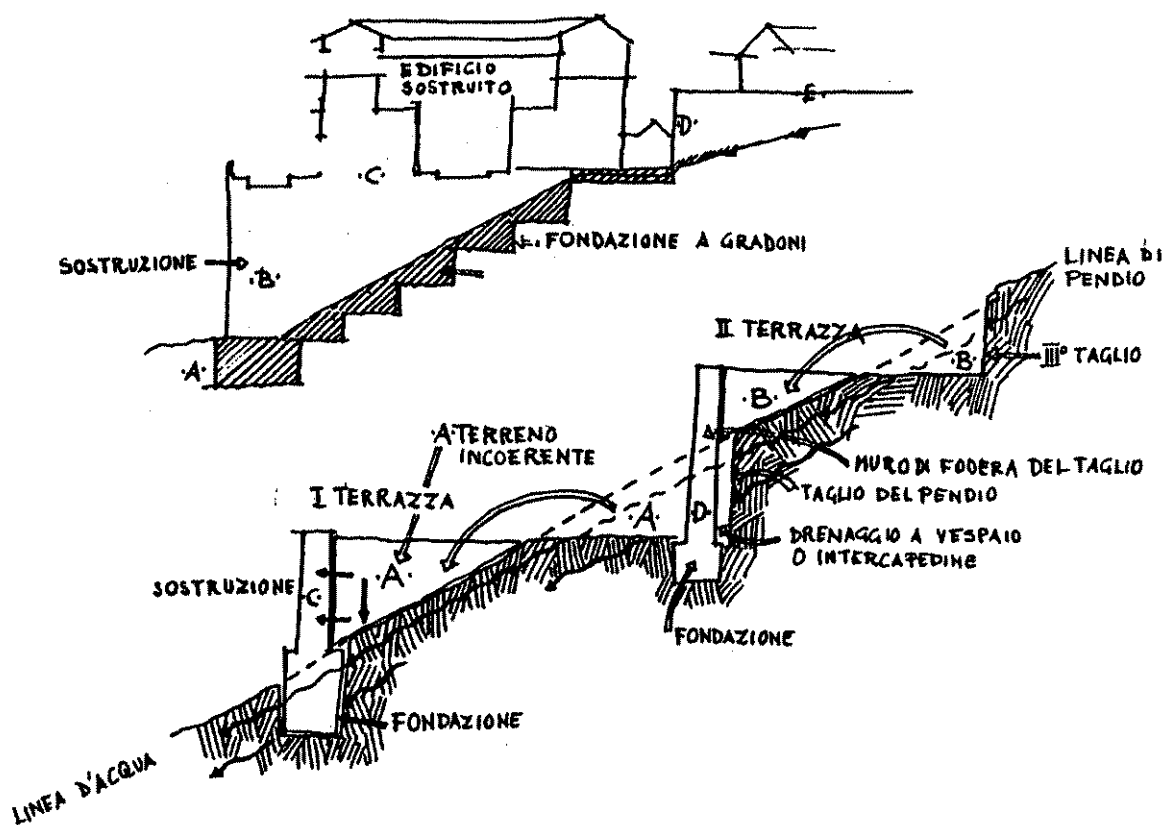 EDIFICIO
SOSTRUITO
·E·
·D·
·C·
E. FONDAZIONE A GRADONI
SOSTRUZIONE
·B·
·A·
LINEA DI
PENDIO
II TERRAZZA
·B·
III° TAGLIO
·B·
·A· TERRENO
INCOERENTE
MURO DI FODERA DEL TAGLIO
I TERRAZZA
TAGLIO DEL PENDIO
·A·
·D·
DRENAGGIO A VESPAIO
O INTERCAPEDINE
·A·
SOSTRUZIONE
·C·
FONDAZIONE
FONDAZIONE
LINEA D'ACQUA